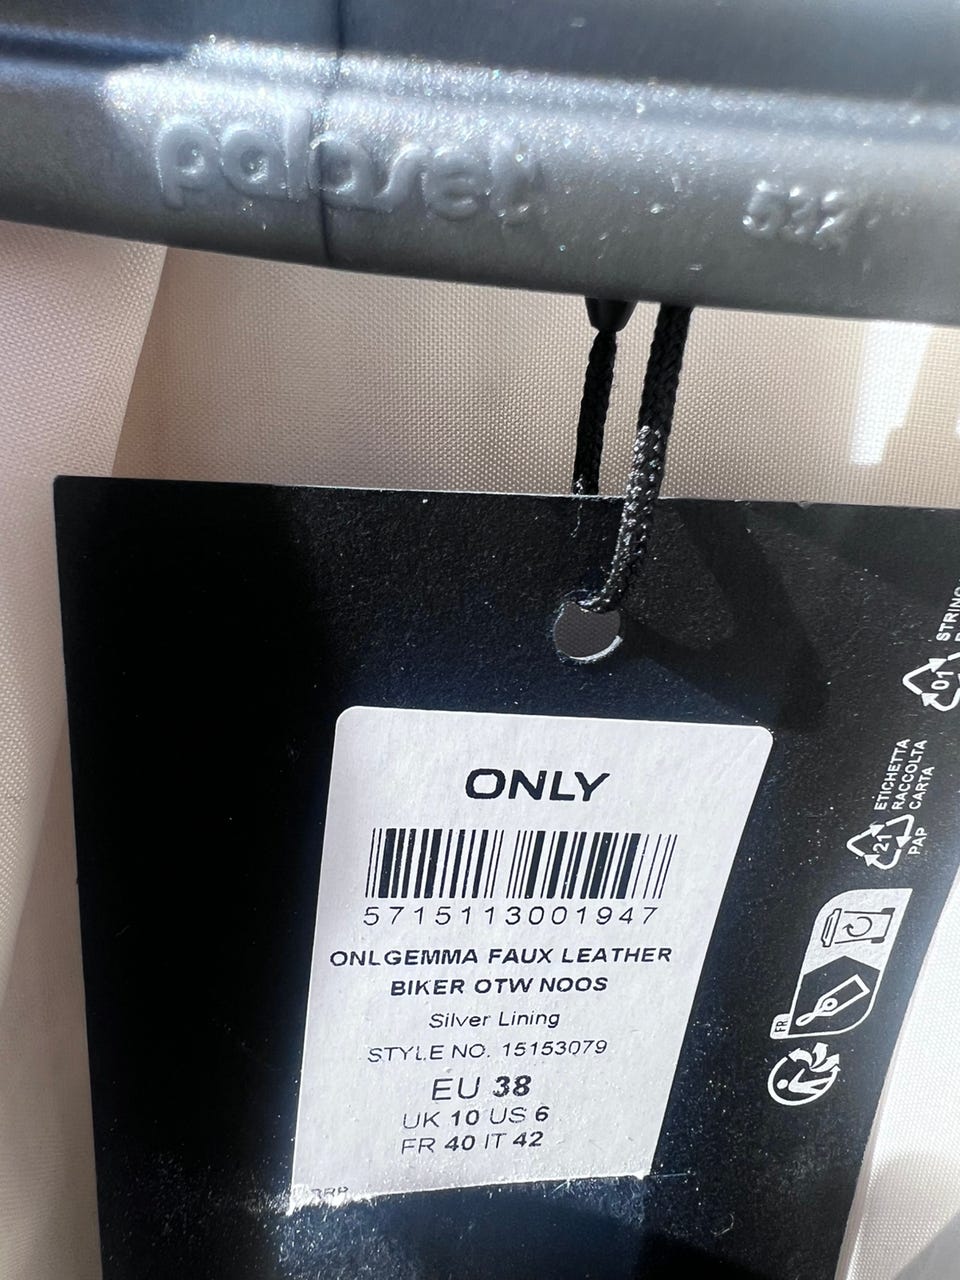 palaset 532
ONLY
5715113001947
ONLGEMMA FAUX LEATHER
BIKER OTW NOOS
Silver Lining
STYLE NO. 15153079
EU 38
UK 10 US 6
FR 40 IT 42
RRP
01
21
PAP
ETICHETTA
RACCOLTA
CARTA
FR